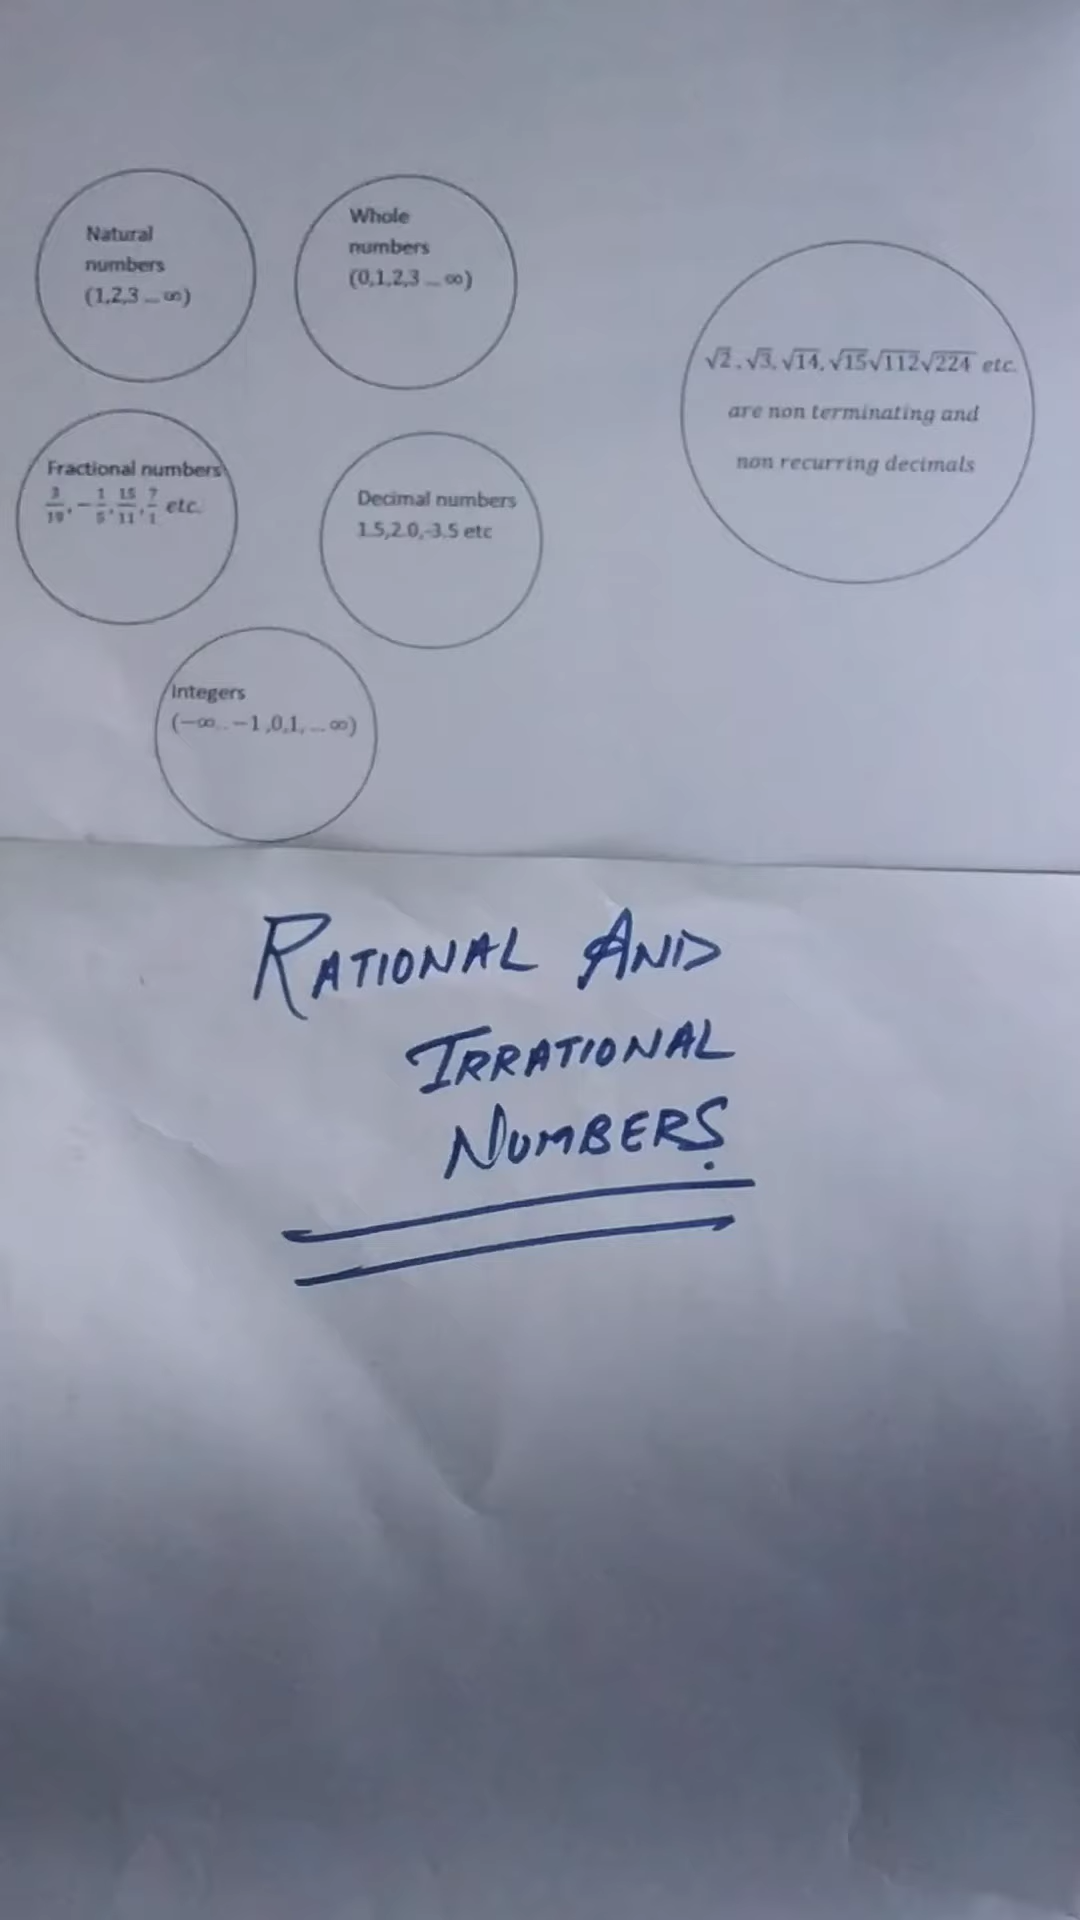 Natural
numbers
(1,2,3 ... ∞)
Whole
numbers
(0,1,2,3 ... ∞)
√2 , √3, √14, √15√112√224 etc.
are non terminating and
non recurring decimals
Fractional numbers
3/19, −1/5, 15/11, 7/1 etc.
Decimal numbers
1.5,2.0,-3.5 etc
Integers
(−∞.. −1 ,0,1, ... ∞)
RATIONAL AND
IRRATIONAL
NUMBERS.